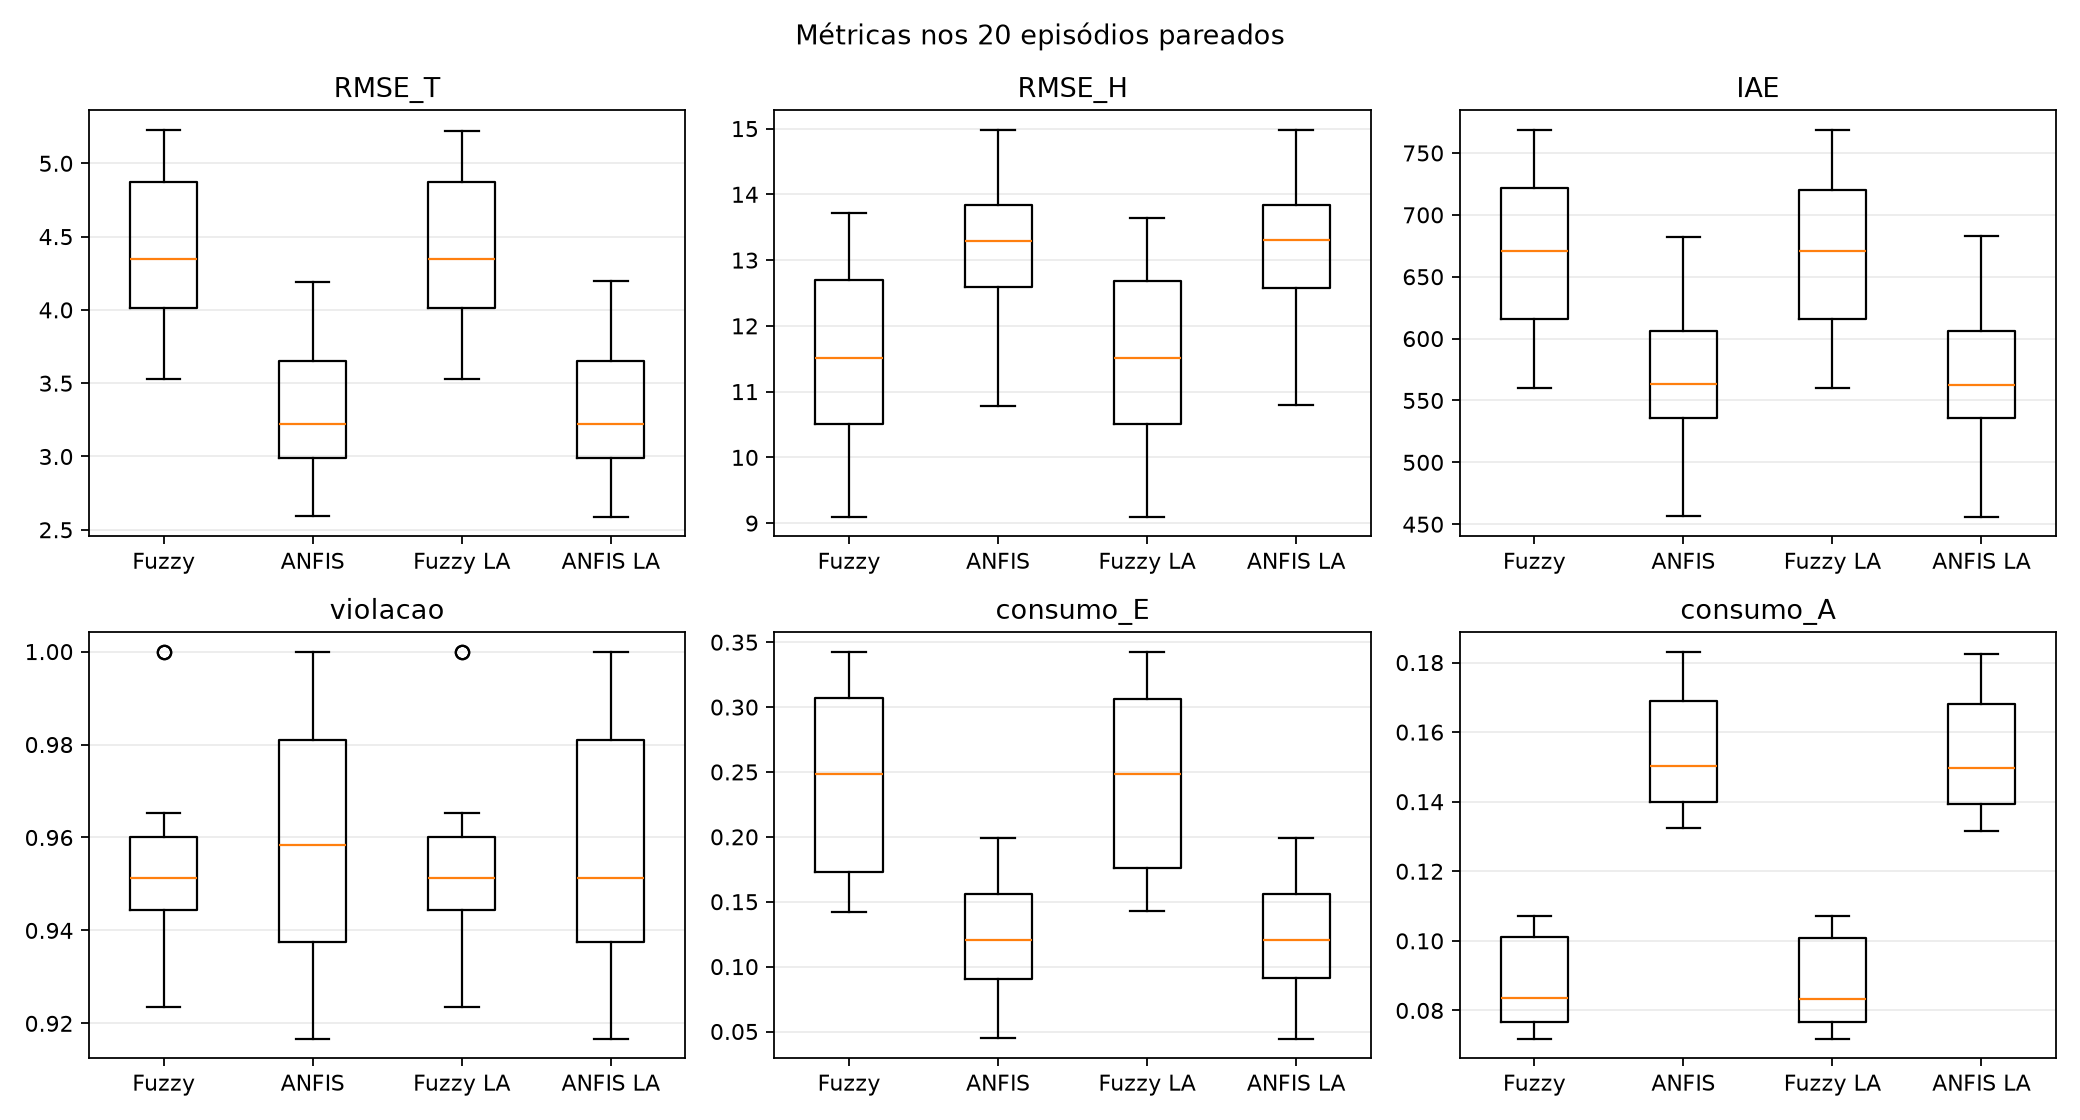 Métricas nos 20 episódios pareados
RMSE_T
5.0
4.5
4.0
3.5
3.0
2.5
Fuzzy ANFIS Fuzzy LA ANFIS LA
RMSE_H
15
14
13
12
11
10
9
Fuzzy ANFIS Fuzzy LA ANFIS LA
IAE
750
700
650
600
550
500
450
Fuzzy ANFIS Fuzzy LA ANFIS LA
violacao
1.00
0.98
0.96
0.94
0.92
Fuzzy ANFIS Fuzzy LA ANFIS LA
consumo_E
0.35
0.30
0.25
0.20
0.15
0.10
0.05
Fuzzy ANFIS Fuzzy LA ANFIS LA
consumo_A
0.18
0.16
0.14
0.12
0.10
0.08
Fuzzy ANFIS Fuzzy LA ANFIS LA